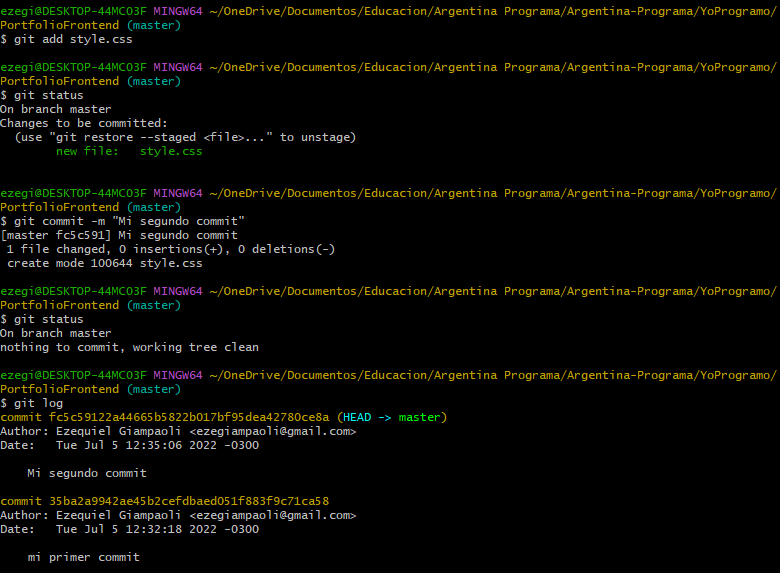 ezegi@DESKTOP-44MCO3F MINGW64 ~/OneDrive/Documentos/Educacion/Argentina Programa/Argentina-Programa/YoProgramo/
PortfolioFrontend (master)
$ git add style.css
ezegi@DESKTOP-44MCO3F MINGW64 ~/OneDrive/Documentos/Educacion/Argentina Programa/Argentina-Programa/YoProgramo/
PortfolioFrontend (master)
$ git status
On branch master
Changes to be committed:
  (use "git restore --staged <file>..." to unstage)
        new file:   style.css
ezegi@DESKTOP-44MCO3F MINGW64 ~/OneDrive/Documentos/Educacion/Argentina Programa/Argentina-Programa/YoProgramo/
PortfolioFrontend (master)
$ git commit -m "Mi segundo commit"
[master fc5c591] Mi segundo commit
 1 file changed, 0 insertions(+), 0 deletions(-)
 create mode 100644 style.css
ezegi@DESKTOP-44MCO3F MINGW64 ~/OneDrive/Documentos/Educacion/Argentina Programa/Argentina-Programa/YoProgramo/
PortfolioFrontend (master)
$ git status
On branch master
nothing to commit, working tree clean
ezegi@DESKTOP-44MCO3F MINGW64 ~/OneDrive/Documentos/Educacion/Argentina Programa/Argentina-Programa/YoProgramo/
PortfolioFrontend (master)
$ git log
commit fc5c59122a44665b5822b017bf95dea42780ce8a (HEAD -> master)
Author: Ezequiel Giampaoli <ezegiampaoli@gmail.com>
Date:   Tue Jul 5 12:35:06 2022 -0300
    Mi segundo commit
commit 35ba2a9942ae45b2cefdbaed051f883f9c71ca58
Author: Ezequiel Giampaoli <ezegiampaoli@gmail.com>
Date:   Tue Jul 5 12:32:18 2022 -0300
    mi primer commit